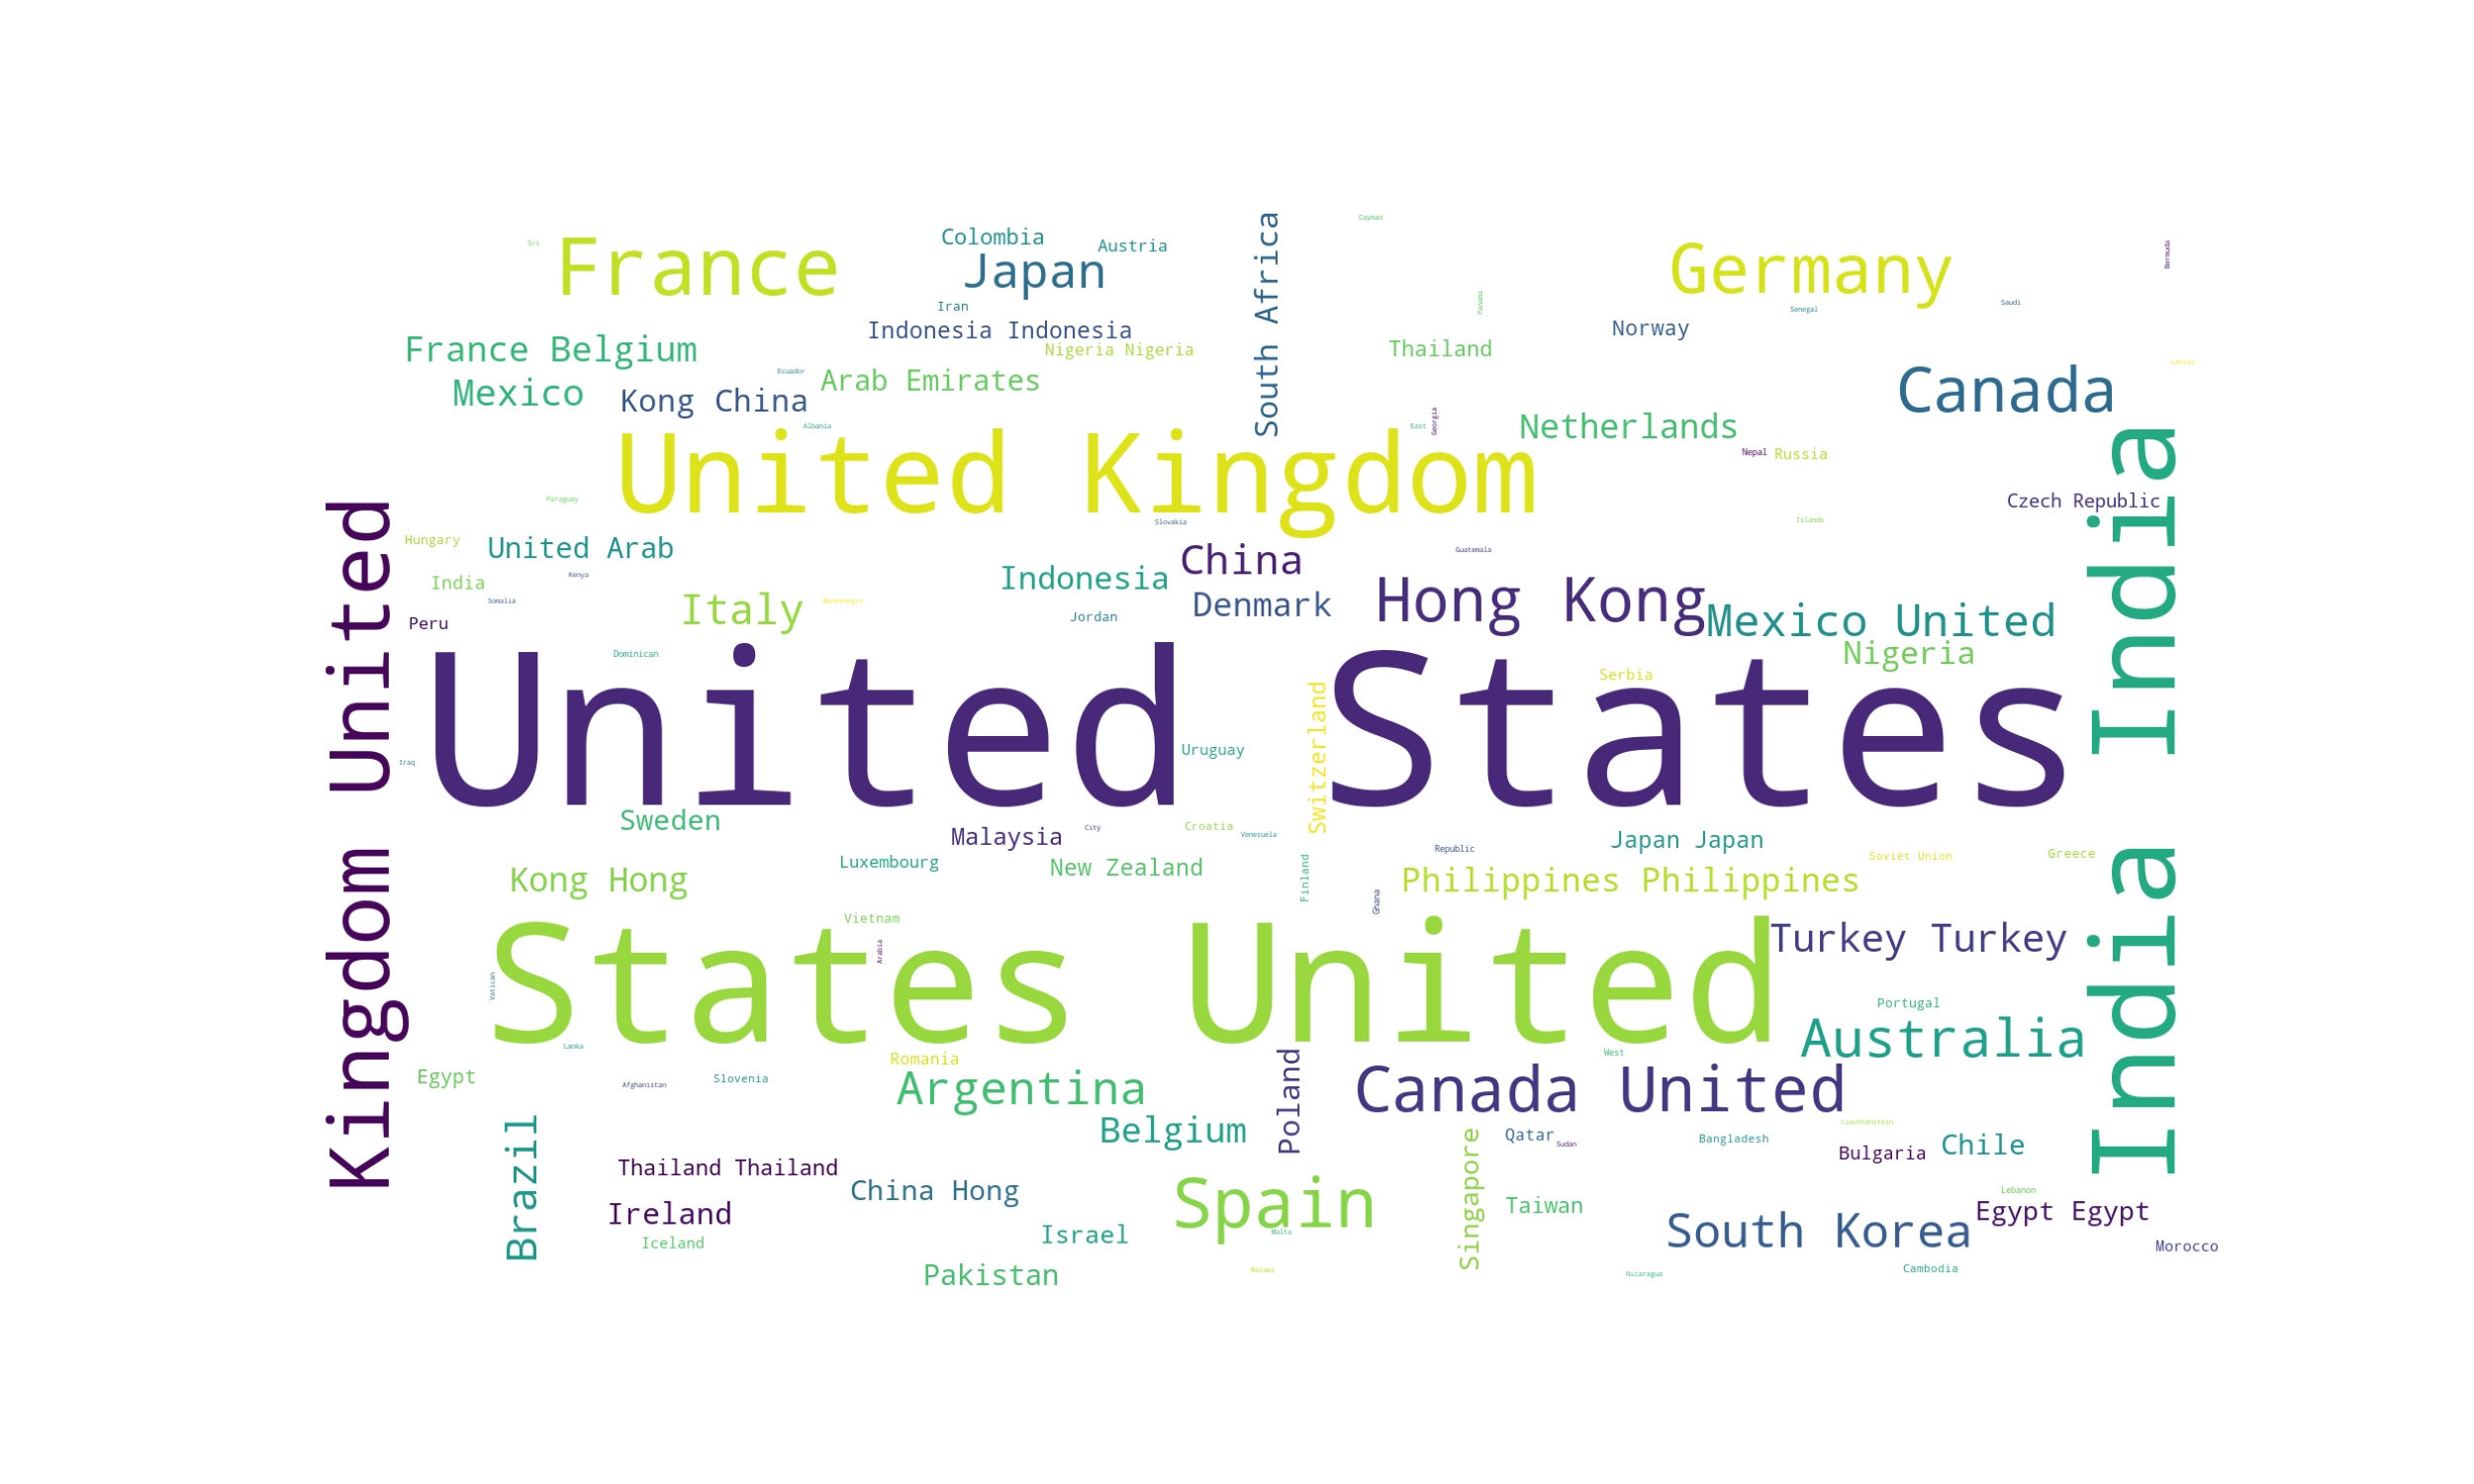 Cayman
Sri
Colombia
Austria
South Africa
France
Japan
Germany
Bermuda
Iran
Panama
Senegal
Saudi
Indonesia Indonesia
Norway
France Belgium
Nigeria Nigeria
Thailand
Latvia
Ecuador
Arab Emirates
Mexico
Kong China
Canada
Albania
East
Georgia
Netherlands
Nepal
Russia
United Kingdom
Paraguay
Czech Republic
Slovakia
Islands
Hungary
United Arab
China
Guatemala
Kenya
India
Indonesia
Somalia
Montenegro
Italy
Denmark
Hong Kong
Peru
Jordan
Mexico United
Dominican
Nigeria
Serbia
Kingdom United
United States
India India
Uruguay
Switzerland
Iraq
Sweden
Malaysia
City
Croatia
Venezuela
Japan Japan
Luxembourg
New Zealand
Republic
Soviet Union
Greece
Kong Hong
Finland
Ghana
Philippines Philippines
Vietnam
Arabia
Turkey Turkey
Vatican
States United
Portugal
Australia
Lanka
Romania
West
Egypt
Afghanistan
Slovenia
Argentina
Poland
Canada United
Belgium
Liechtenstein
Qatar
Sudan
Bangladesh
Bulgaria
Chile
Brazil
Thailand Thailand
China Hong
Singapore
Lebanon
Ireland
Spain
Taiwan
Egypt Egypt
Iceland
Israel
Malta
South Korea
Morocco
Pakistan
Malawi
Nicaragua
Cambodia